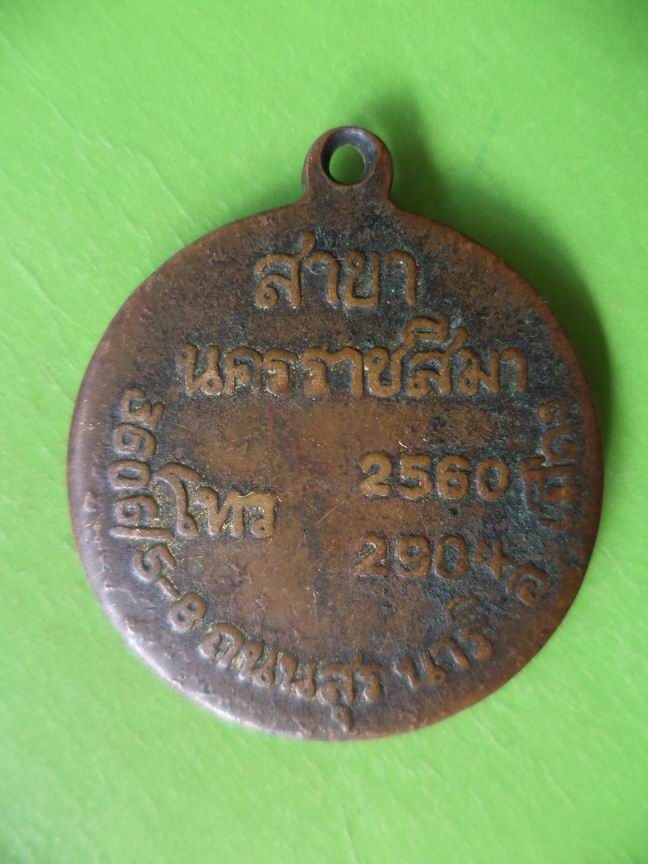 สาขา
นครราชสีมา
โทร 2560
2904
ถนนสุรนารี อ.